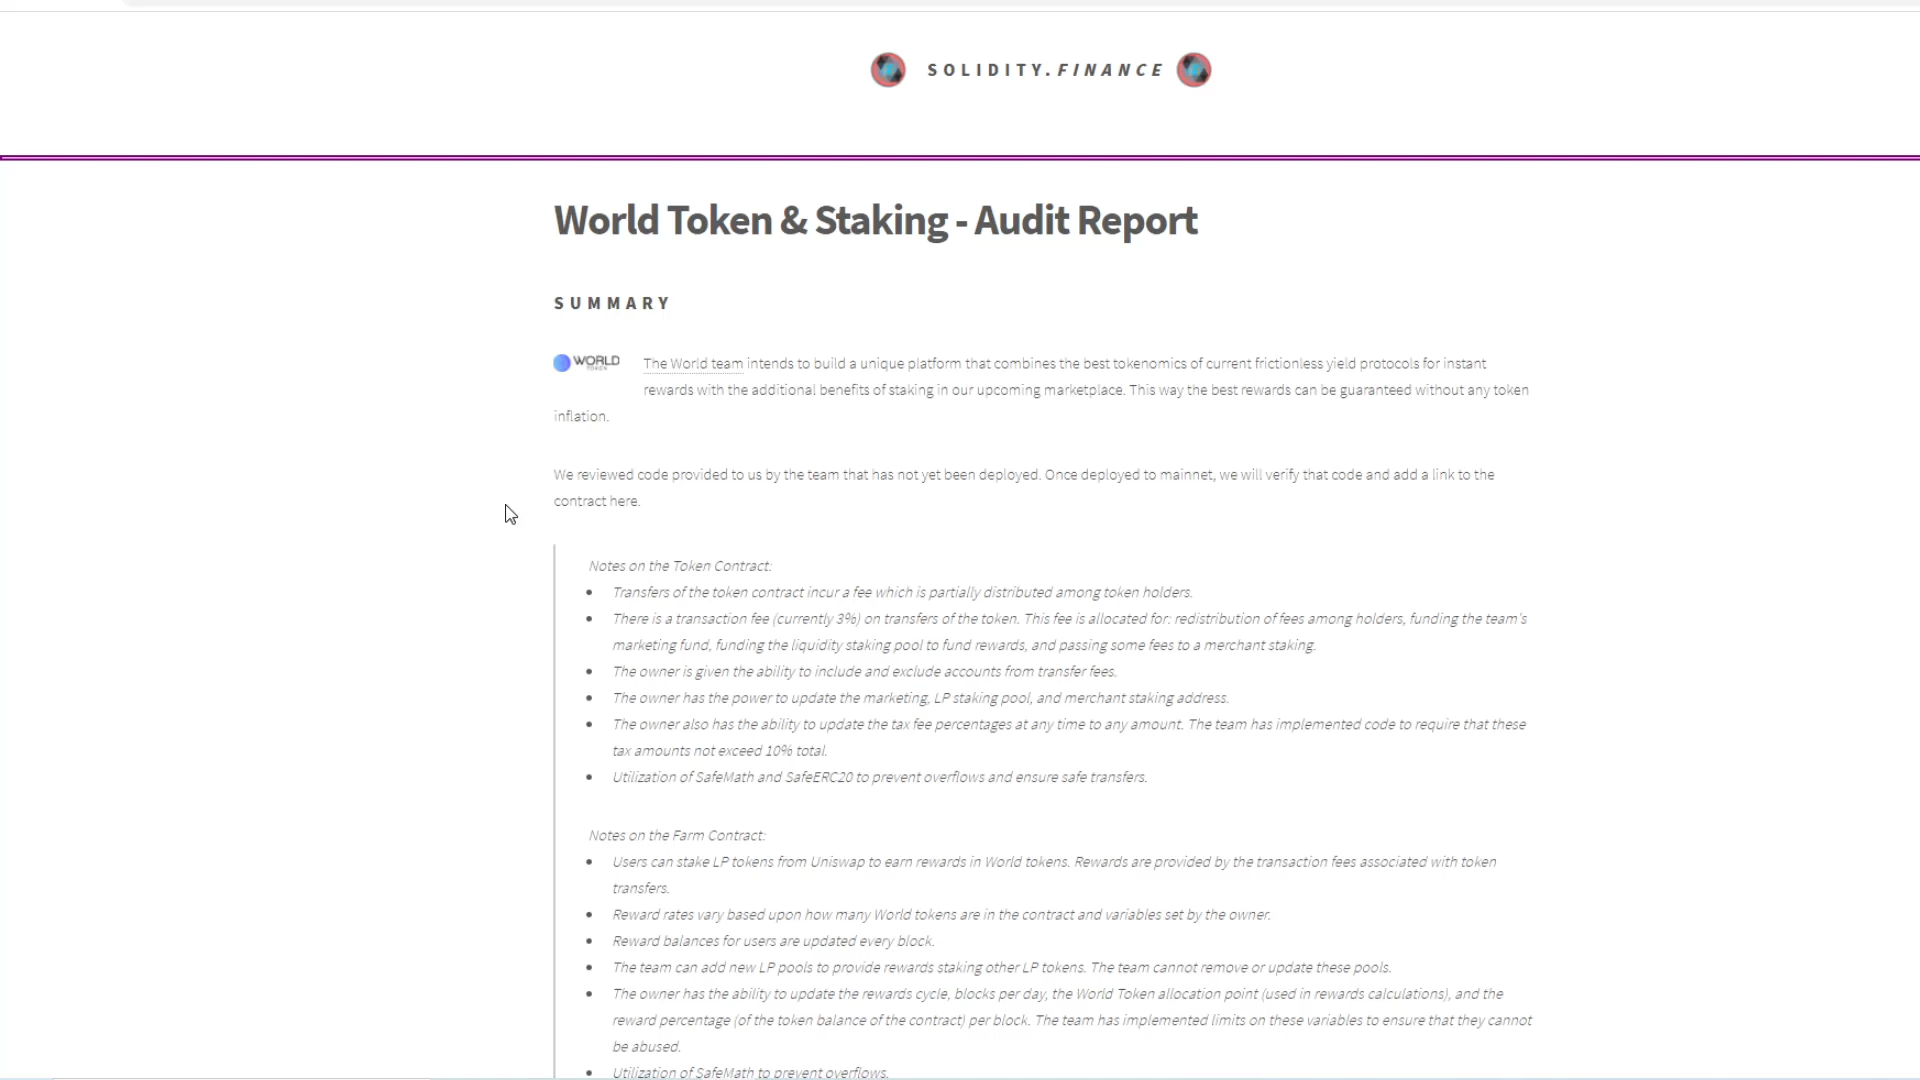 SOLIDITY.FINANCE
World Token & Staking - Audit Report
SUMMARY
WORLD
TOKEN
The World team intends to build a unique platform that combines the best tokenomics of current frictionless yield protocols for instant
rewards with the additional benefits of staking in our upcoming marketplace. This way the best rewards can be guaranteed without any token
inflation.
We reviewed code provided to us by the team that has not yet been deployed. Once deployed to mainnet, we will verify that code and add a link to the
contract here.
Notes on the Token Contract:
• Transfers of the token contract incur a fee which is partially distributed among token holders.
• There is a transaction fee (currently 3%) on transfers of the token. This fee is allocated for: redistribution of fees among holders, funding the team's
marketing fund, funding the liquidity staking pool to fund rewards, and passing some fees to a merchant staking.
• The owner is given the ability to include and exclude accounts from transfer fees.
• The owner has the power to update the marketing, LP staking pool, and merchant staking address.
• The owner also has the ability to update the tax fee percentages at any time to any amount. The team has implemented code to require that these
tax amounts not exceed 10% total.
• Utilization of SafeMath and SafeERC20 to prevent overflows and ensure safe transfers.
Notes on the Farm Contract:
• Users can stake LP tokens from Uniswap to earn rewards in World tokens. Rewards are provided by the transaction fees associated with token
transfers.
• Reward rates vary based upon how many World tokens are in the contract and variables set by the owner.
• Reward balances for users are updated every block.
• The team can add new LP pools to provide rewards staking other LP tokens. The team cannot remove or update these pools.
• The owner has the ability to update the rewards cycle, blocks per day, the World Token allocation point (used in rewards calculations), and the
reward percentage (of the token balance of the contract) per block. The team has implemented limits on these variables to ensure that they cannot
be abused.
• Utilization of SafeMath to prevent overflows.